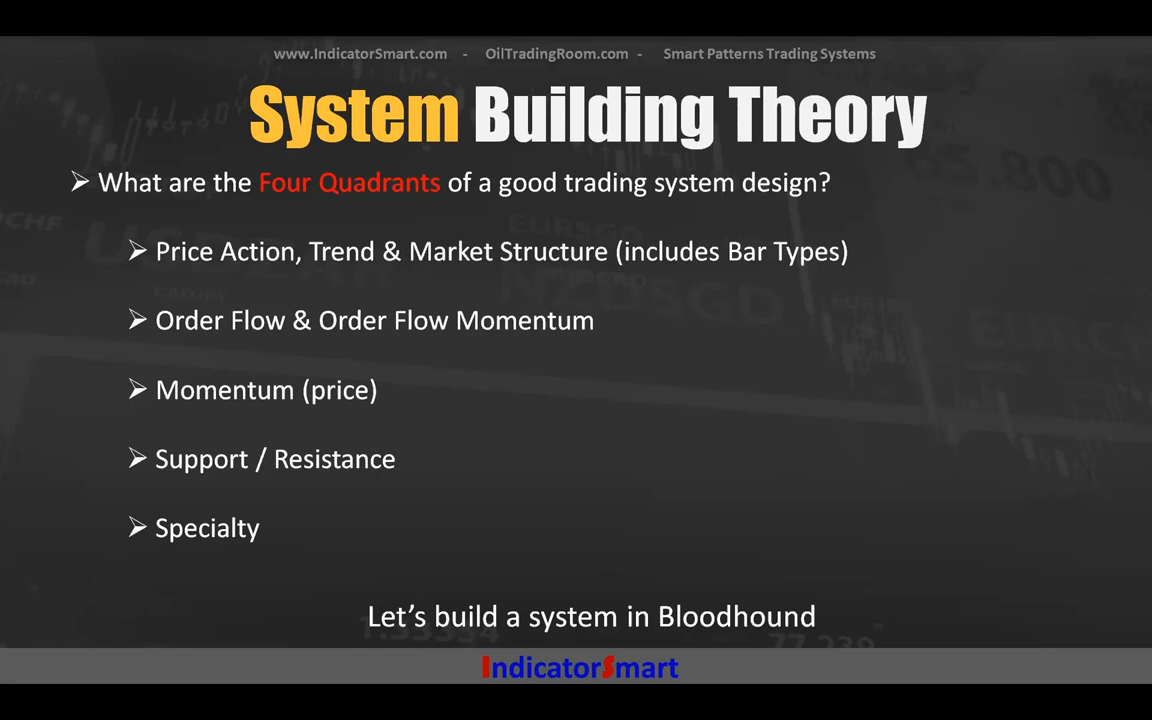 www.IndicatorSmart.com - OilTradingRoom.com - Smart Patterns Trading Systems
System Building Theory
➢ What are the Four Quadrants of a good trading system design?
➢ Price Action, Trend & Market Structure (includes Bar Types)
➢ Order Flow & Order Flow Momentum
➢ Momentum (price)
➢ Support / Resistance
➢ Specialty
Let's build a system in Bloodhound
IndicatorSmart